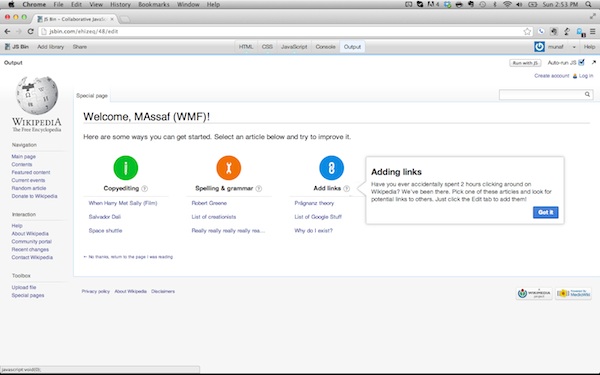 Chrome File Edit View History Bookmarks Window Help
Sun 2:53 PM
JS Bin - Collaborative JavaSc
jsbin.com/ehizeq/48/edit
JS Bin Add library Share
HTML CSS JavaScript Console Output
munaf Help
Output
Run with JS Auto-run JS
Create account Log in
WIKIPEDIA
The Free Encyclopedia
Special page
Navigation
Main page
Contents
Featured content
Current events
Random article
Donate to Wikipedia
Interaction
Help
About Wikipedia
Community portal
Recent changes
Contact Wikipedia
Toolbox
Upload file
Special pages
Welcome, MAssaf (WMF)!
Here are some ways you can get started. Select an article below and try to improve it.
Copyediting ?
When Harry Met Sally (Film)
Salvador Dali
Space shuttle
Spelling & grammar ?
Robert Greene
List of creationists
Really really really really rea...
Add links ?
Prägnanz theory
List of Google Stuff
Why do I exist?
Adding links
Have you ever accidentally spent 2 hours clicking around on
Wikipedia? We've been there. Pick one of these articles and look for
potential links to others. Just click the Edit tab to add them!
Got it
← No thanks, return to the page I was reading
Privacy policy About Wikipedia Disclaimers
WIKIMEDIA
MediaWiki